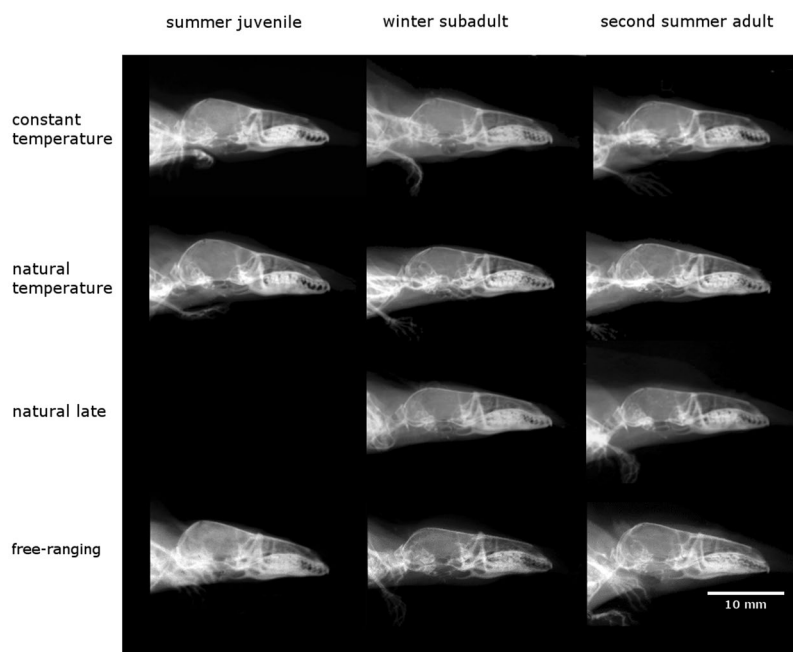 summer juvenile
winter subadult
second summer adult
constant
temperature
natural
temperature
natural late
free-ranging
10 mm